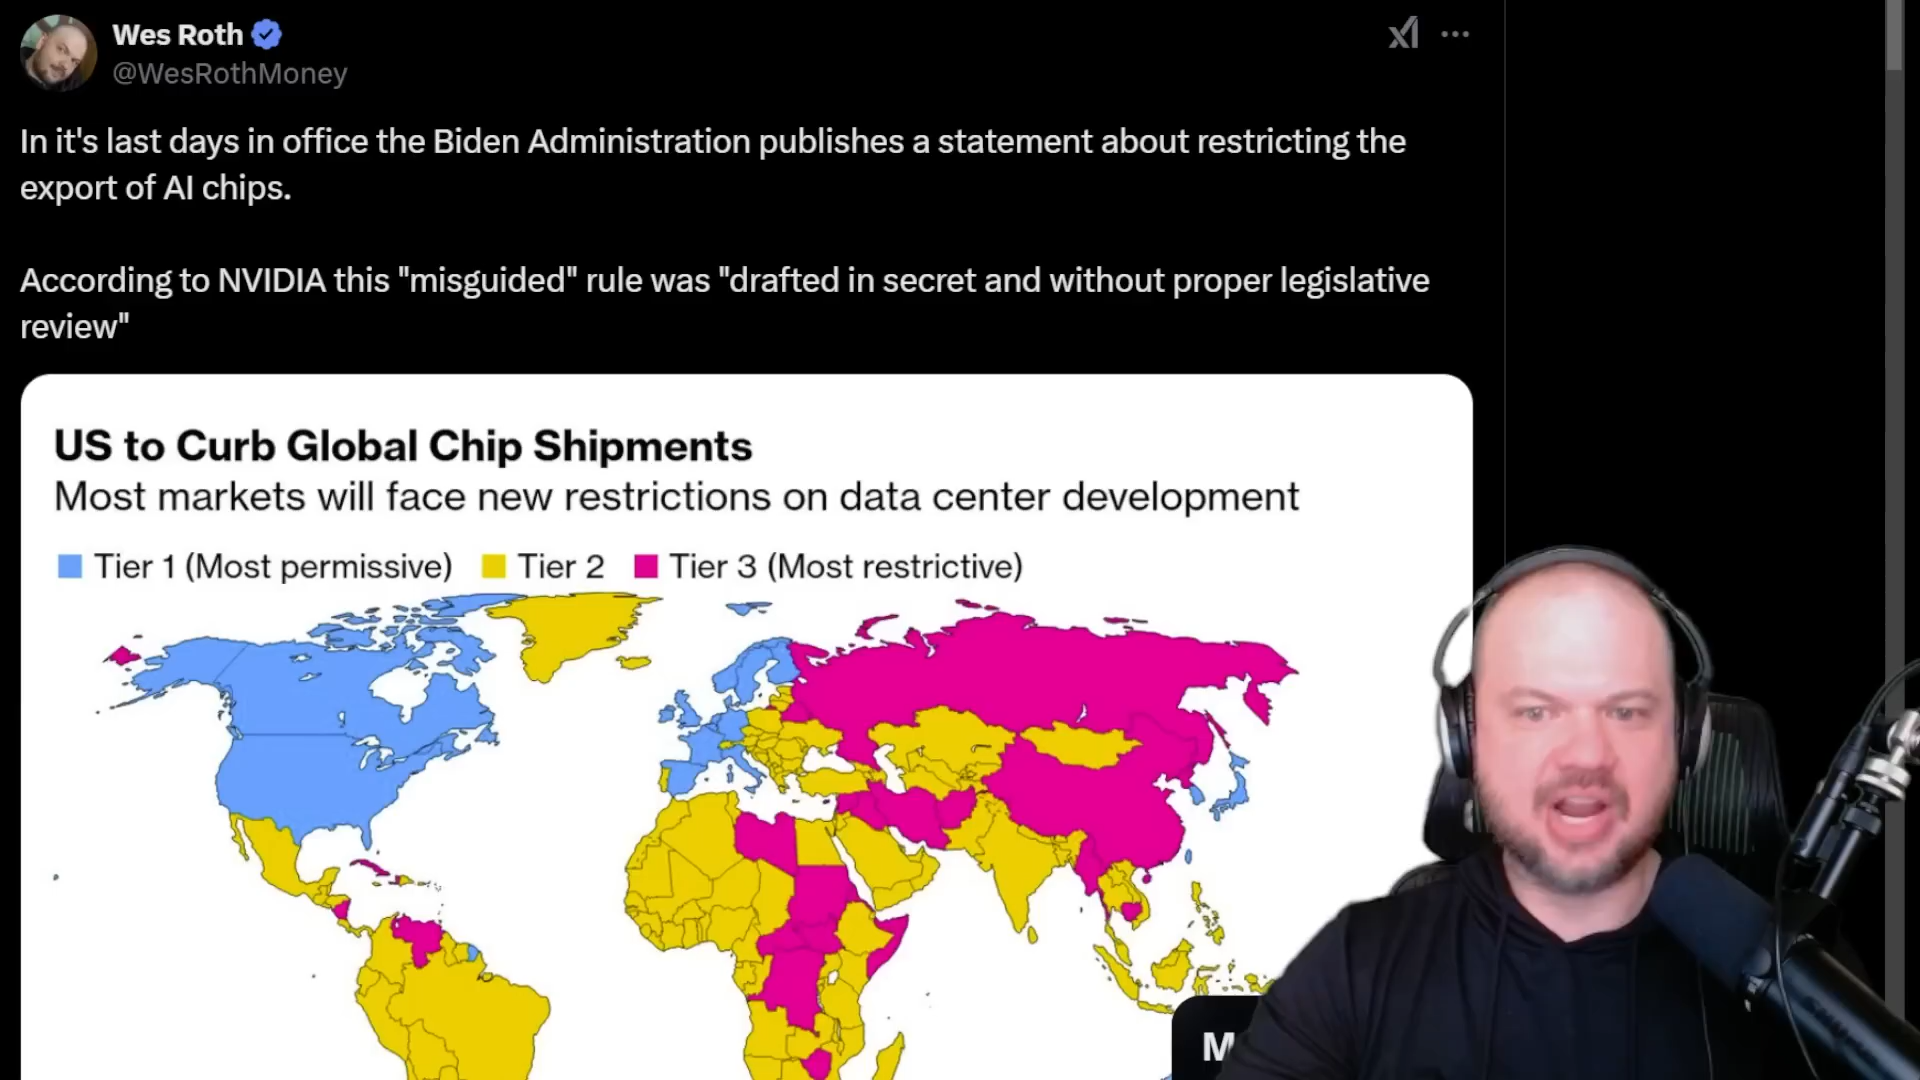 Wes Roth
@WesRothMoney
In it's last days in office the Biden Administration publishes a statement about restricting the
export of AI chips.
According to NVIDIA this "misguided" rule was "drafted in secret and without proper legislative
review"
US to Curb Global Chip Shipments
Most markets will face new restrictions on data center development
Tier 1 (Most permissive) Tier 2 Tier 3 (Most restrictive)